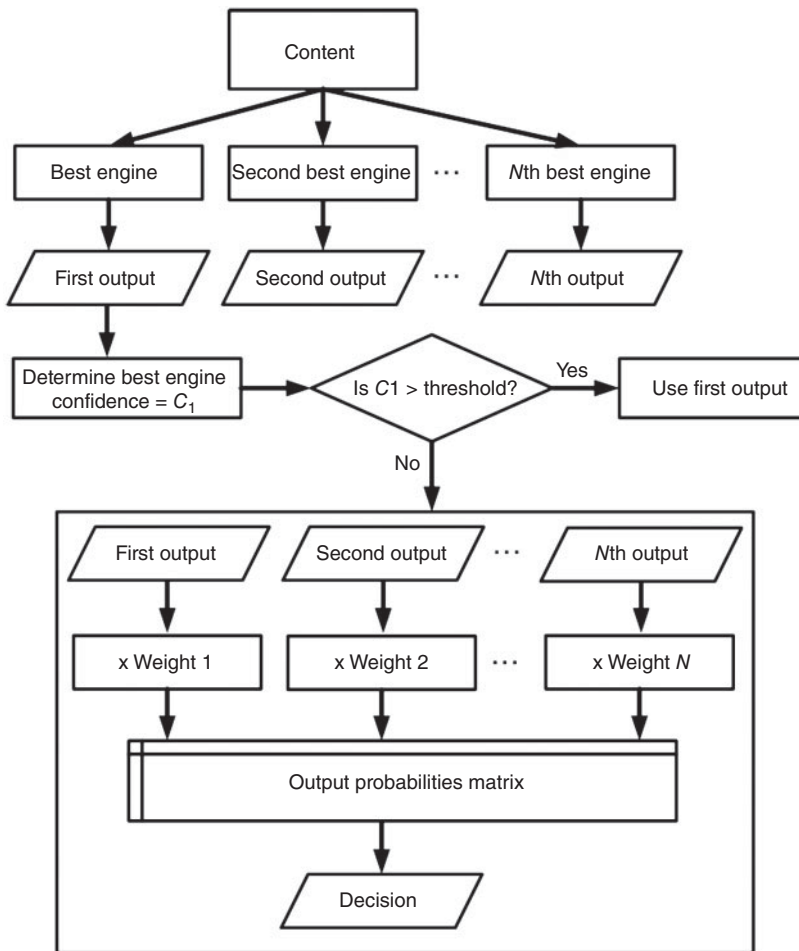 Content
Best engine
Second best engine
...
Nth best engine
First output
Second output
...
Nth output
Determine best engine
confidence = C₁
Is C1 > threshold?
Yes
Use first output
No
First output
Second output
...
Nth output
x Weight 1
x Weight 2
...
x Weight N
Output probabilities matrix
Decision